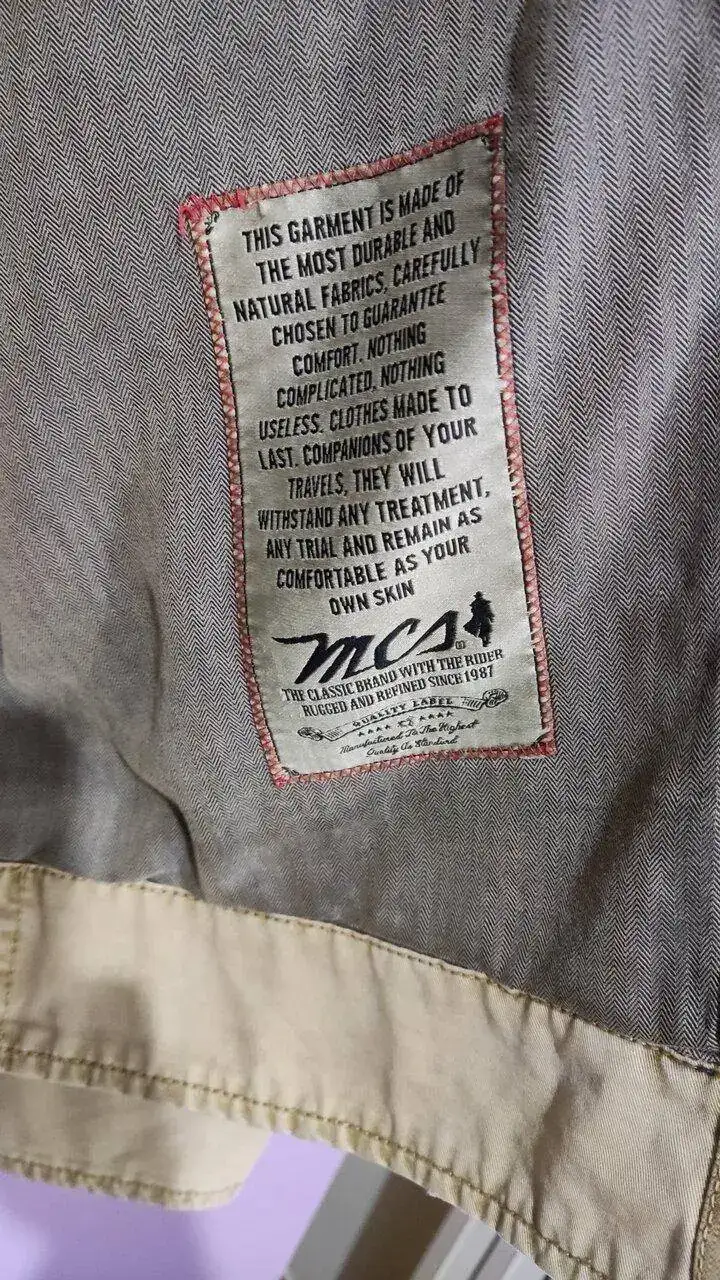 THIS GARMENT IS MADE OF
THE MOST DURABLE AND
NATURAL FABRICS, CAREFULLY
CHOSEN TO GUARANTEE
COMFORT. NOTHING
COMPLICATED, NOTHING
USELESS. CLOTHES MADE TO
LAST. COMPANIONS OF YOUR
TRAVELS, THEY WILL
WITHSTAND ANY TREATMENT,
ANY TRIAL AND REMAIN AS
COMFORTABLE AS YOUR
OWN SKIN
MCS
THE CLASSIC BRAND WITH THE RIDER
RUGGED AND REFINED SINCE 1987
QUALITY LABEL
Manufactured To The Highest
Quality Us Standard